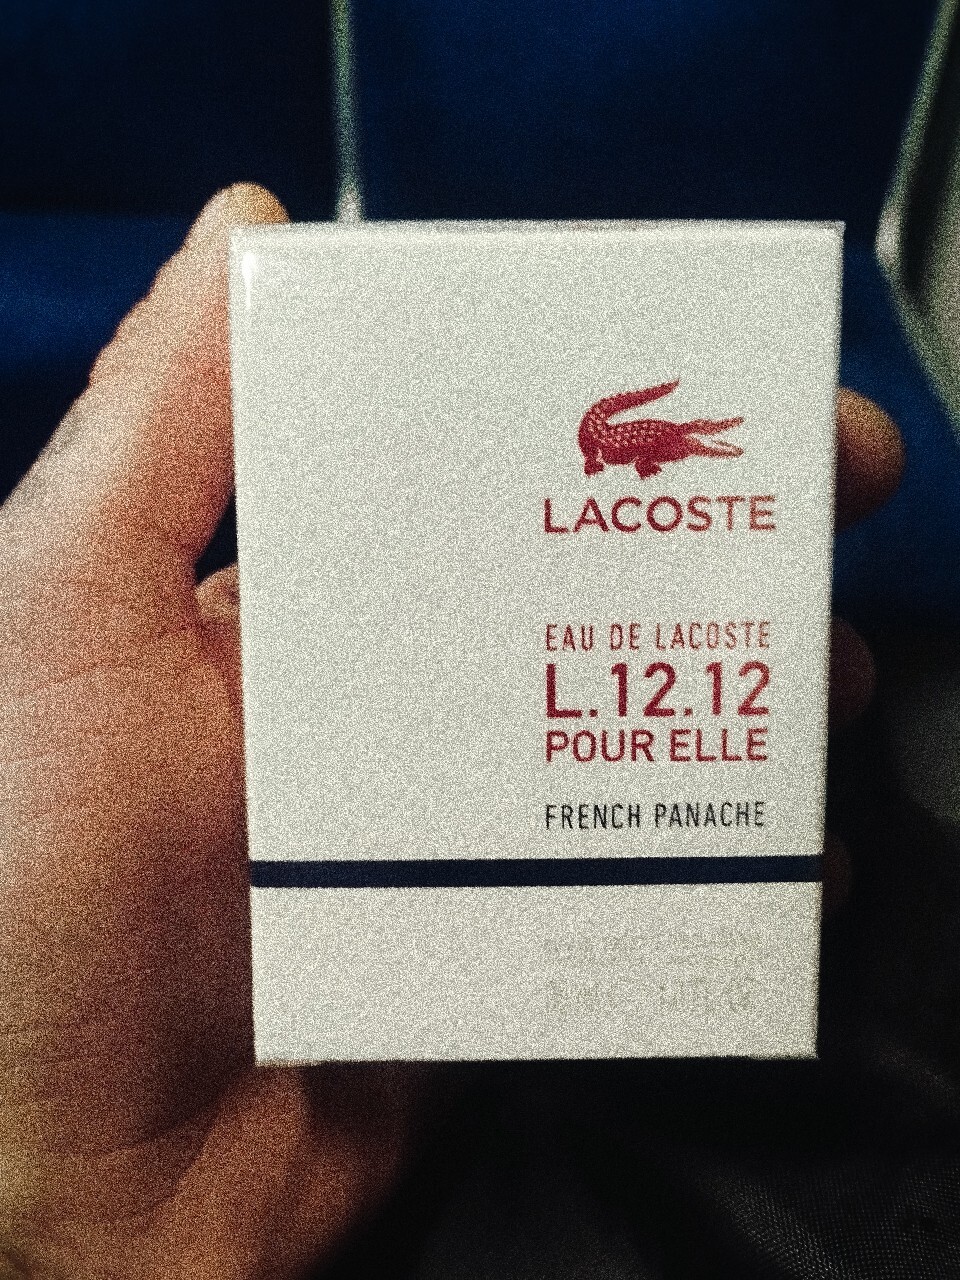 LACOSTE
EAU DE LACOSTE
L.12.12
POUR ELLE
FRENCH PANACHE